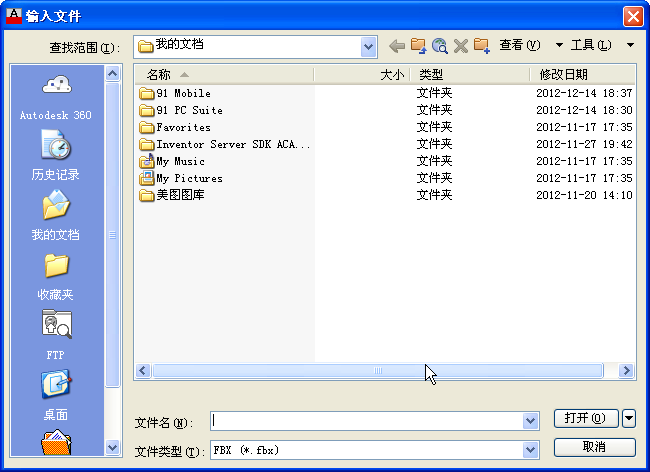 输入文件
查找范围(I):
我的文档
查看(V)
工具(L)
名称 大小 类型 修改日期
91 Mobile 文件夹 2012-12-14 18:37
91 PC Suite 文件夹 2012-12-14 18:30
Favorites 文件夹 2012-11-17 17:35
Inventor Server SDK ACA... 文件夹 2012-11-27 19:42
My Music 文件夹 2012-11-17 17:35
My Pictures 文件夹 2012-11-17 17:35
美图图库 文件夹 2012-11-20 14:10
Autodesk 360
历史记录
我的文档
收藏夹
FTP
桌面
文件名(N):
打开(O)
文件类型(T):
FBX (*.fbx)
取消